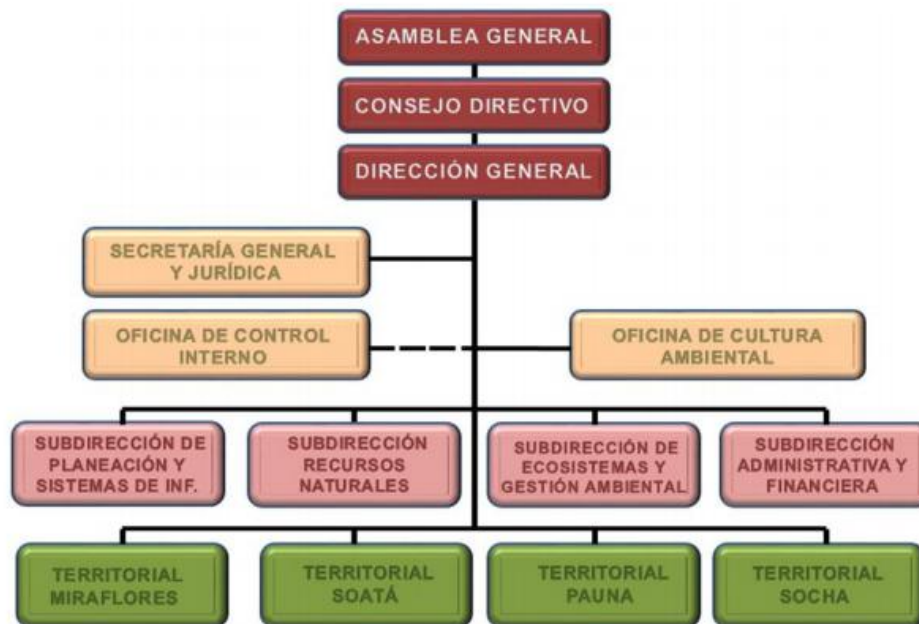 ASAMBLEA GENERAL
CONSEJO DIRECTIVO
DIRECCIÓN GENERAL
SECRETARÍA GENERAL
Y JURÍDICA
OFICINA DE CONTROL
INTERNO
OFICINA DE CULTURA
AMBIENTAL
SUBDIRECCIÓN DE
PLANEACIÓN Y
SISTEMAS DE INF.
SUBDIRECCIÓN
RECURSOS
NATURALES
SUBDIRECCIÓN DE
ECOSISTEMAS Y
GESTIÓN AMBIENTAL
SUBDIRECCIÓN
ADMINISTRATIVA Y
FINANCIERA
TERRITORIAL
MIRAFLORES
TERRITORIAL
SOATÁ
TERRITORIAL
PAUNA
TERRITORIAL
SOCHA